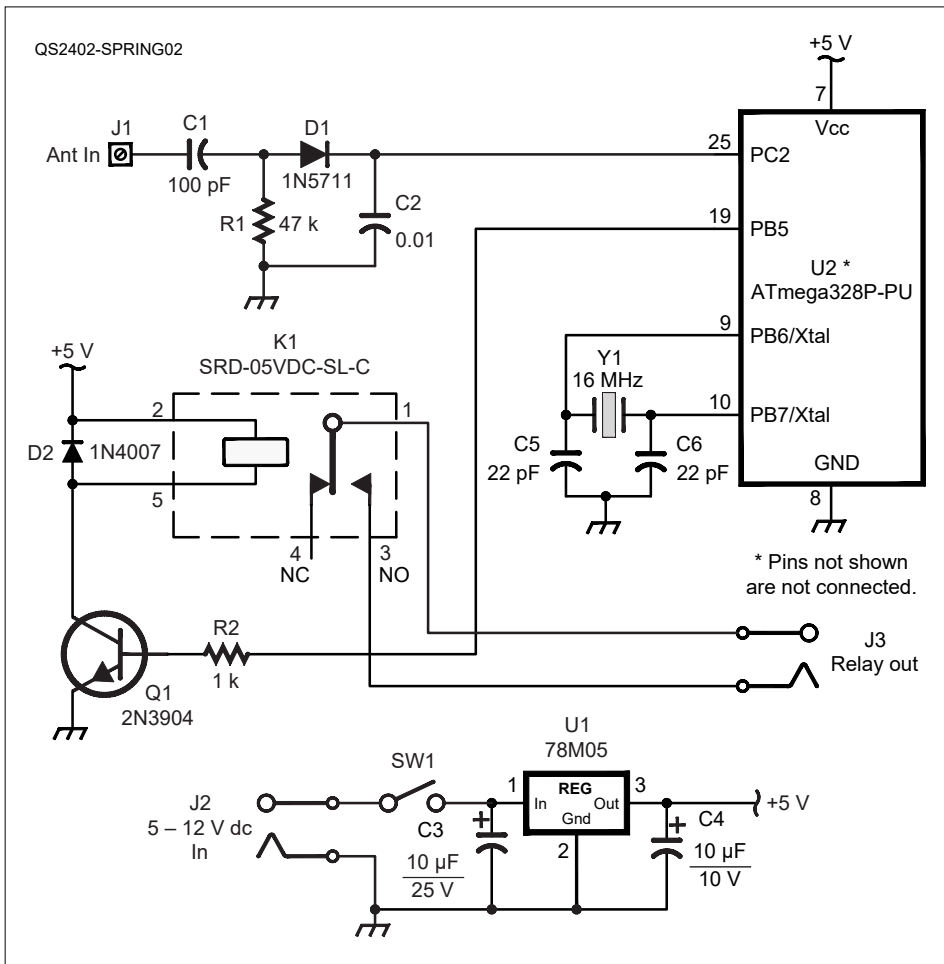 QS2402-SPRING02
+5 V
7
Vcc
J1
C1
D1
Ant In
100 pF
1N5711
25
PC2
R1
47 k
C2
0.01
19
PB5
U2 *
ATmega328P-PU
K1
SRD-05VDC-SL-C
9
PB6/Xtal
+5 V
Y1
16 MHz
2
1
10
PB7/Xtal
D2
1N4007
C5
22 pF
C6
22 pF
GND
5
8
4
NC
3
NO
* Pins not shown
are not connected.
R2
1 k
J3
Relay out
Q1
2N3904
U1
78M05
SW1
J2
5 – 12 V dc
In
1
REG
In
Out
Gnd
3
+5 V
C3
+
10 µF
25 V
2
+
C4
10 µF
10 V